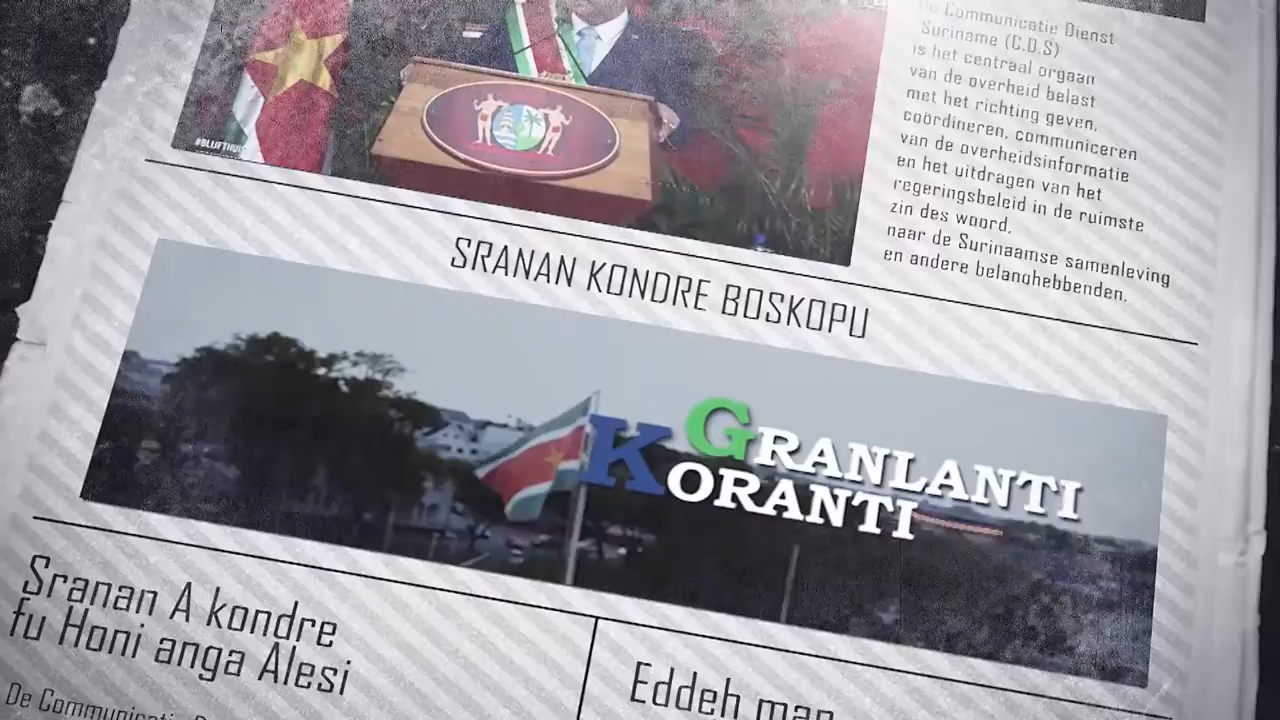 De Communicatie Dienst
Suriname (C.D.S)
is het centraal orgaan
van de overheid belast
met het richting geven,
coördineren, communiceren
van de overheidsinformatie
en het uitdragen van het
regeringsbeleid in de ruimste
zin des woord.
naar de Surinaamse samenleving
en andere belanghebbenden.
SRANAN KONDRE BOSKOPU
GRANLANTI
KORANTI
Sranan A kondre
fu Honi anga Alesi
De Communicatie
Eddeh man